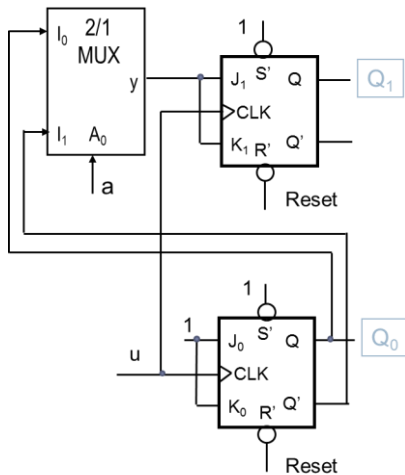 2/1
MUX
I₀
y
I₁ A₀
a
1
J₁ S' Q
CLK
K₁ R' Q'
Q₁
Reset
1
1
J₀ S' Q
u
CLK
K₀ R' Q'
Q₀
Reset